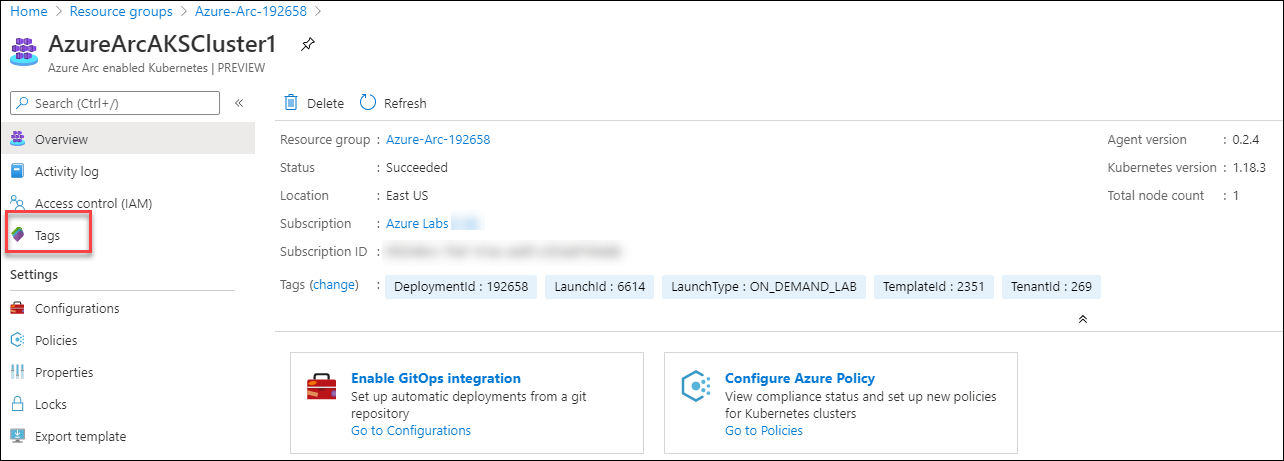 Home > Resource groups > Azure-Arc-192658 >
AzureArcAKSCluster1
Azure Arc enabled Kubernetes | PREVIEW
Search (Ctrl+/) «
Overview
Activity log
Access control (IAM)
Tags
Settings
Configurations
Policies
Properties
Locks
Export template
Delete Refresh
Resource group : Azure-Arc-192658
Status : Succeeded
Location : East US
Subscription : Azure Labs
Subscription ID :
Tags (change) : DeploymentId : 192658 LaunchId : 6614 LaunchType : ON_DEMAND_LAB TemplateId : 2351 TenantId : 269
Agent version : 0.2.4
Kubernetes version : 1.18.3
Total node count : 1
Enable GitOps integration
Set up automatic deployments from a git
repository
Go to Configurations
Configure Azure Policy
View compliance status and set up new policies
for Kubernetes clusters
Go to Policies